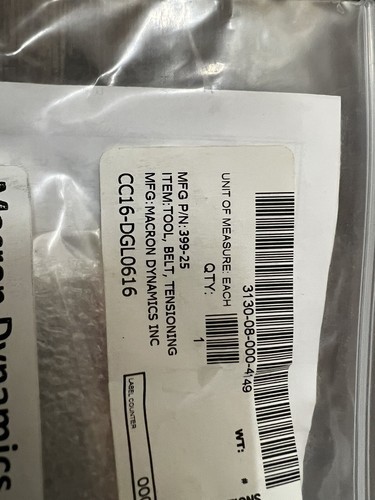 3130-08-000-4149
UNIT OF MEASURE: EACH
QTY:
1
WT:
#
MFG P/N:399-25
ITEM:TOOL, BELT, TENSIONING
MFG:MACRON DYNAMICS INC
CC16-DGL0616
LABEL COUNTER
Macron Dynamics